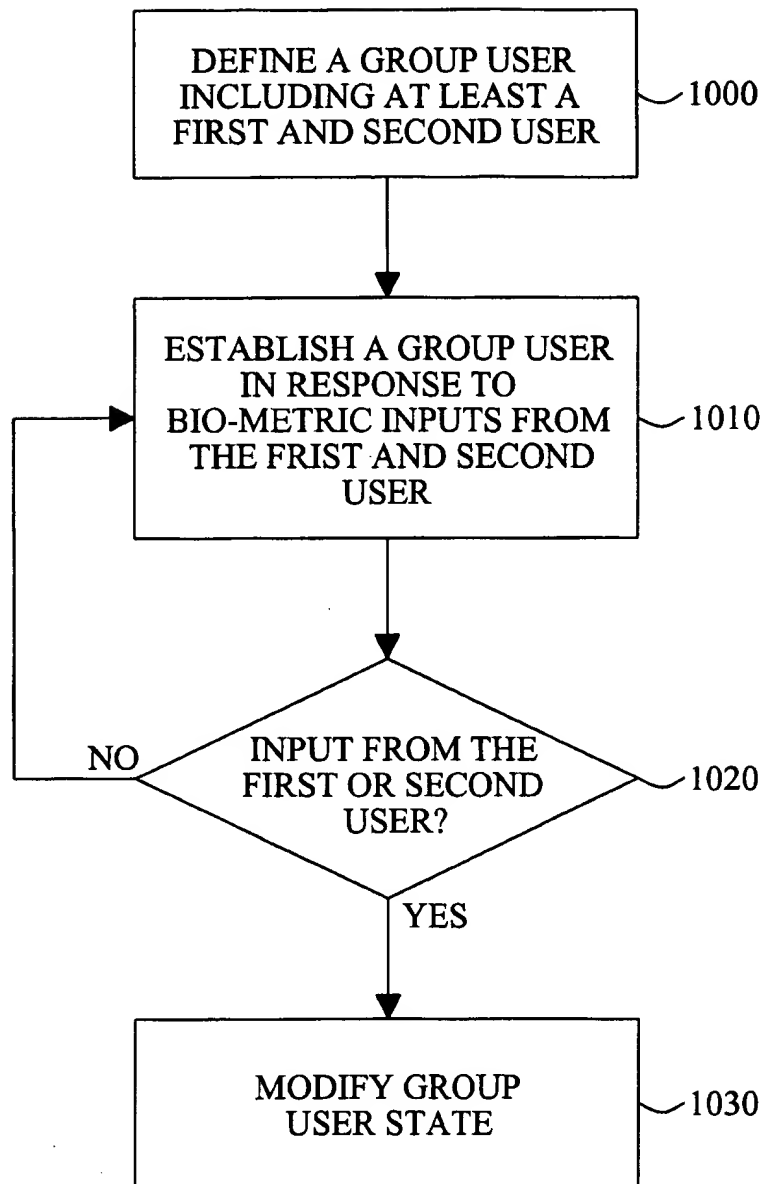 DEFINE A GROUP USER
INCLUDING AT LEAST A
FIRST AND SECOND USER
1000
ESTABLISH A GROUP USER
IN RESPONSE TO
BIO-METRIC INPUTS FROM
THE FRIST AND SECOND
USER
1010
NO
INPUT FROM THE
FIRST OR SECOND
USER?
1020
YES
MODIFY GROUP
USER STATE
1030